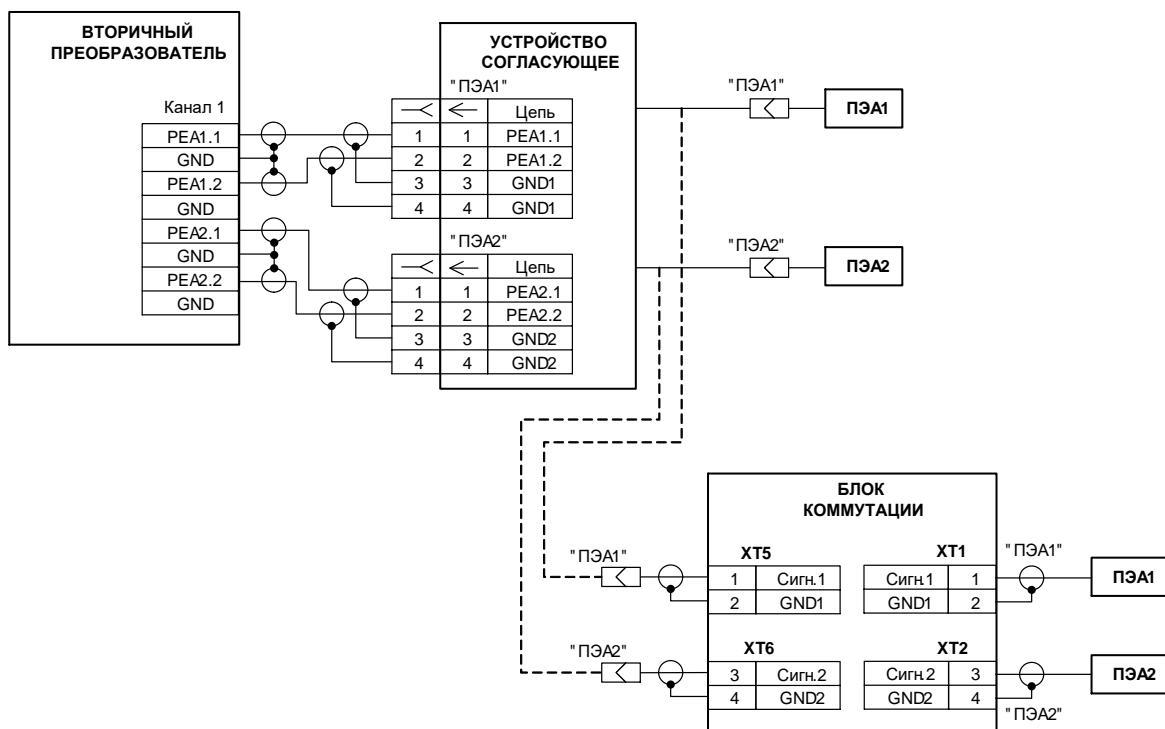 ВТОРИЧНЫЙ
ПРЕОБРАЗОВАТЕЛЬ
Канал 1
PEA1.1
GND
PEA1.2
GND
PEA2.1
GND
PEA2.2
GND
УСТРОЙСТВО
СОГЛАСУЮЩЕЕ
"ПЭА1"
Цепь
1 1 PEA1.1
2 2 PEA1.2
3 3 GND1
4 4 GND1
"ПЭА2"
Цепь
1 1 PEA2.1
2 2 PEA2.2
3 3 GND2
4 4 GND2
"ПЭА1"
ПЭА1
"ПЭА2"
ПЭА2
БЛОК
КОММУТАЦИИ
"ПЭА1"
XT5
1 Сигн.1
2 GND1
XT1
Сигн.1 1
GND1 2
"ПЭА1"
ПЭА1
"ПЭА2"
XT6
3 Сигн.2
4 GND2
XT2
Сигн.2 3
GND2 4
"ПЭА2"
ПЭА2